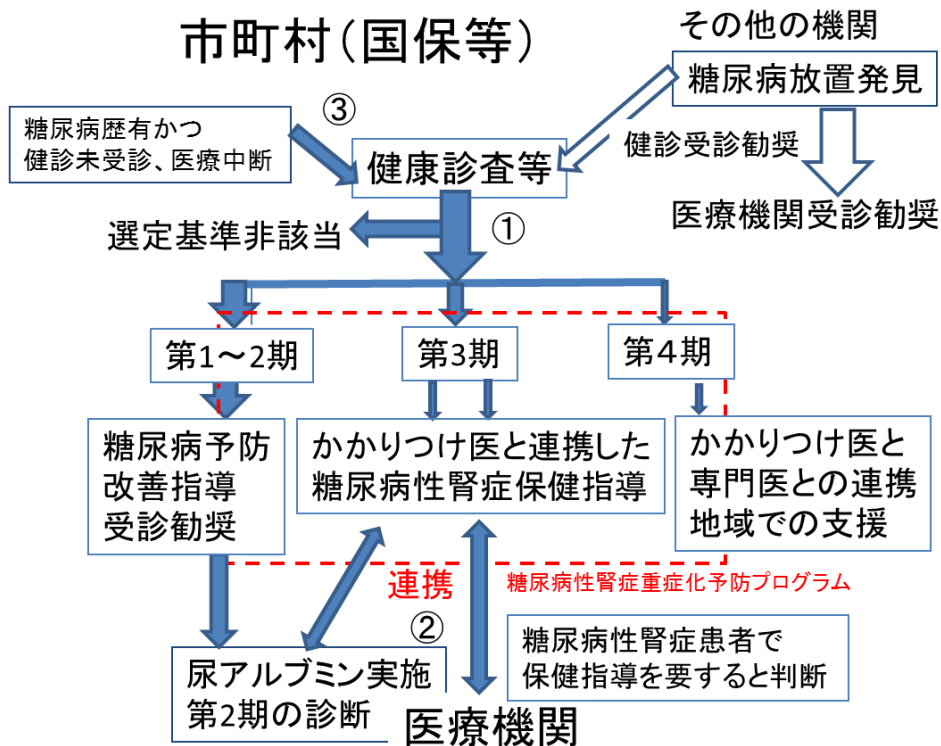 市町村（国保等）
その他の機関
糖尿病放置発見
③
糖尿病歴有かつ
健診未受診、医療中断
健診受診勧奨
健康診査等
医療機関受診勧奨
選定基準非該当
①
第1～2期
第3期
第４期
糖尿病予防
改善指導
受診勧奨
かかりつけ医と連携した
糖尿病性腎症保健指導
かかりつけ医と
専門医との連携
地域での支援
連携
糖尿病性腎症重症化予防プログラム
②
尿アルブミン実施
第2期の診断
糖尿病性腎症患者で
保健指導を要すると判断
医療機関